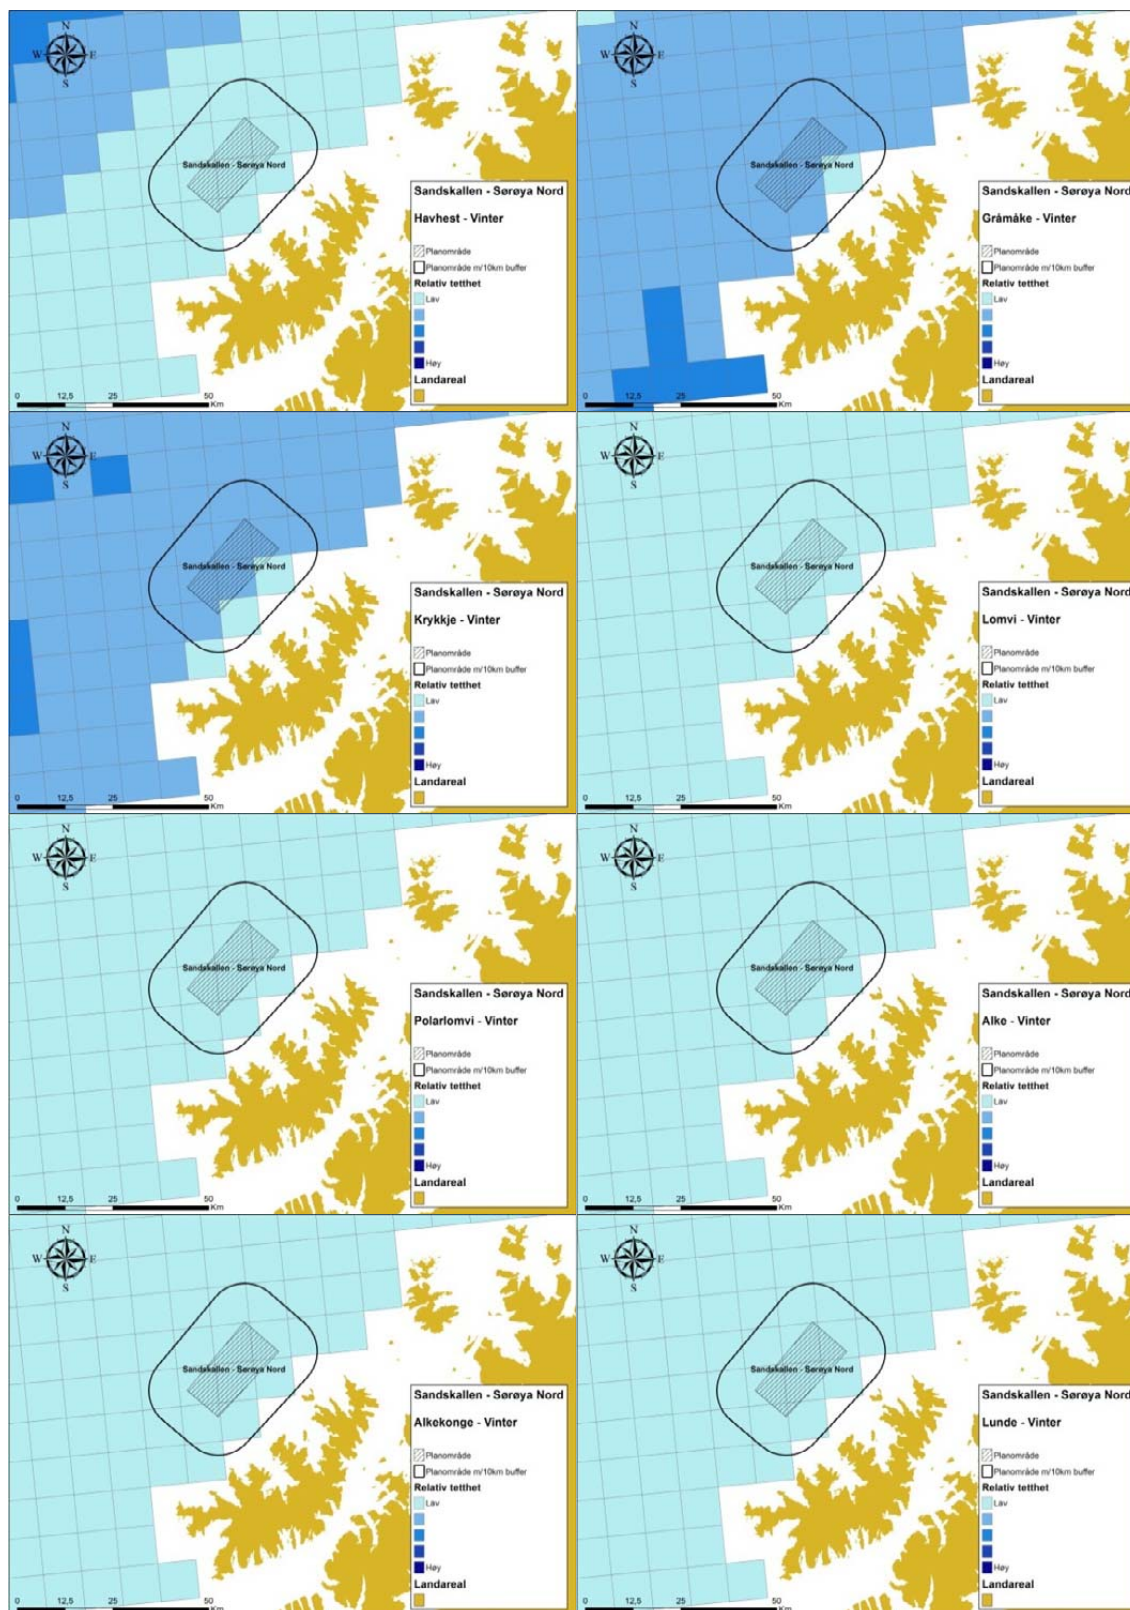 N
W E
S
Sandskallen - Sørøya Nord
Sandskallen - Sørøya Nord
Havhest - Vinter
Planområde
Planområde m/10km buffer
Relativ tetthet
Lav
Høy
Landareal
0 12,5 25 50
Km
N
W E
S
Sandskallen - Sørøya Nord
Sandskallen - Sørøya Nord
Gråmåke - Vinter
Planområde
Planområde m/10km buffer
Relativ tetthet
Lav
Høy
Landareal
0 12,5 25 50
Km
N
W E
S
Sandskallen - Sørøya Nord
Sandskallen - Sørøya Nord
Krykkje - Vinter
Planområde
Planområde m/10km buffer
Relativ tetthet
Lav
Høy
Landareal
0 12,5 25 50
Km
N
W E
S
Sandskallen - Sørøya Nord
Sandskallen - Sørøya Nord
Lomvi - Vinter
Planområde
Planområde m/10km buffer
Relativ tetthet
Lav
Høy
Landareal
0 12,5 25 50
Km
N
W E
S
Sandskallen - Sørøya Nord
Sandskallen - Sørøya Nord
Polarlomvi - Vinter
Planområde
Planområde m/10km buffer
Relativ tetthet
Lav
Høy
Landareal
0 12,5 25 50
Km
N
W E
S
Sandskallen - Sørøya Nord
Sandskallen - Sørøya Nord
Alke - Vinter
Planområde
Planområde m/10km buffer
Relativ tetthet
Lav
Høy
Landareal
0 12,5 25 50
Km
N
W E
S
Sandskallen - Sørøya Nord
Sandskallen - Sørøya Nord
Alkekonge - Vinter
Planområde
Planområde m/10km buffer
Relativ tetthet
Lav
Høy
Landareal
0 12,5 25 50
Km
N
W E
S
Sandskallen - Sørøya Nord
Sandskallen - Sørøya Nord
Lunde - Vinter
Planområde
Planområde m/10km buffer
Relativ tetthet
Lav
Høy
Landareal
0 12,5 25 50
Km